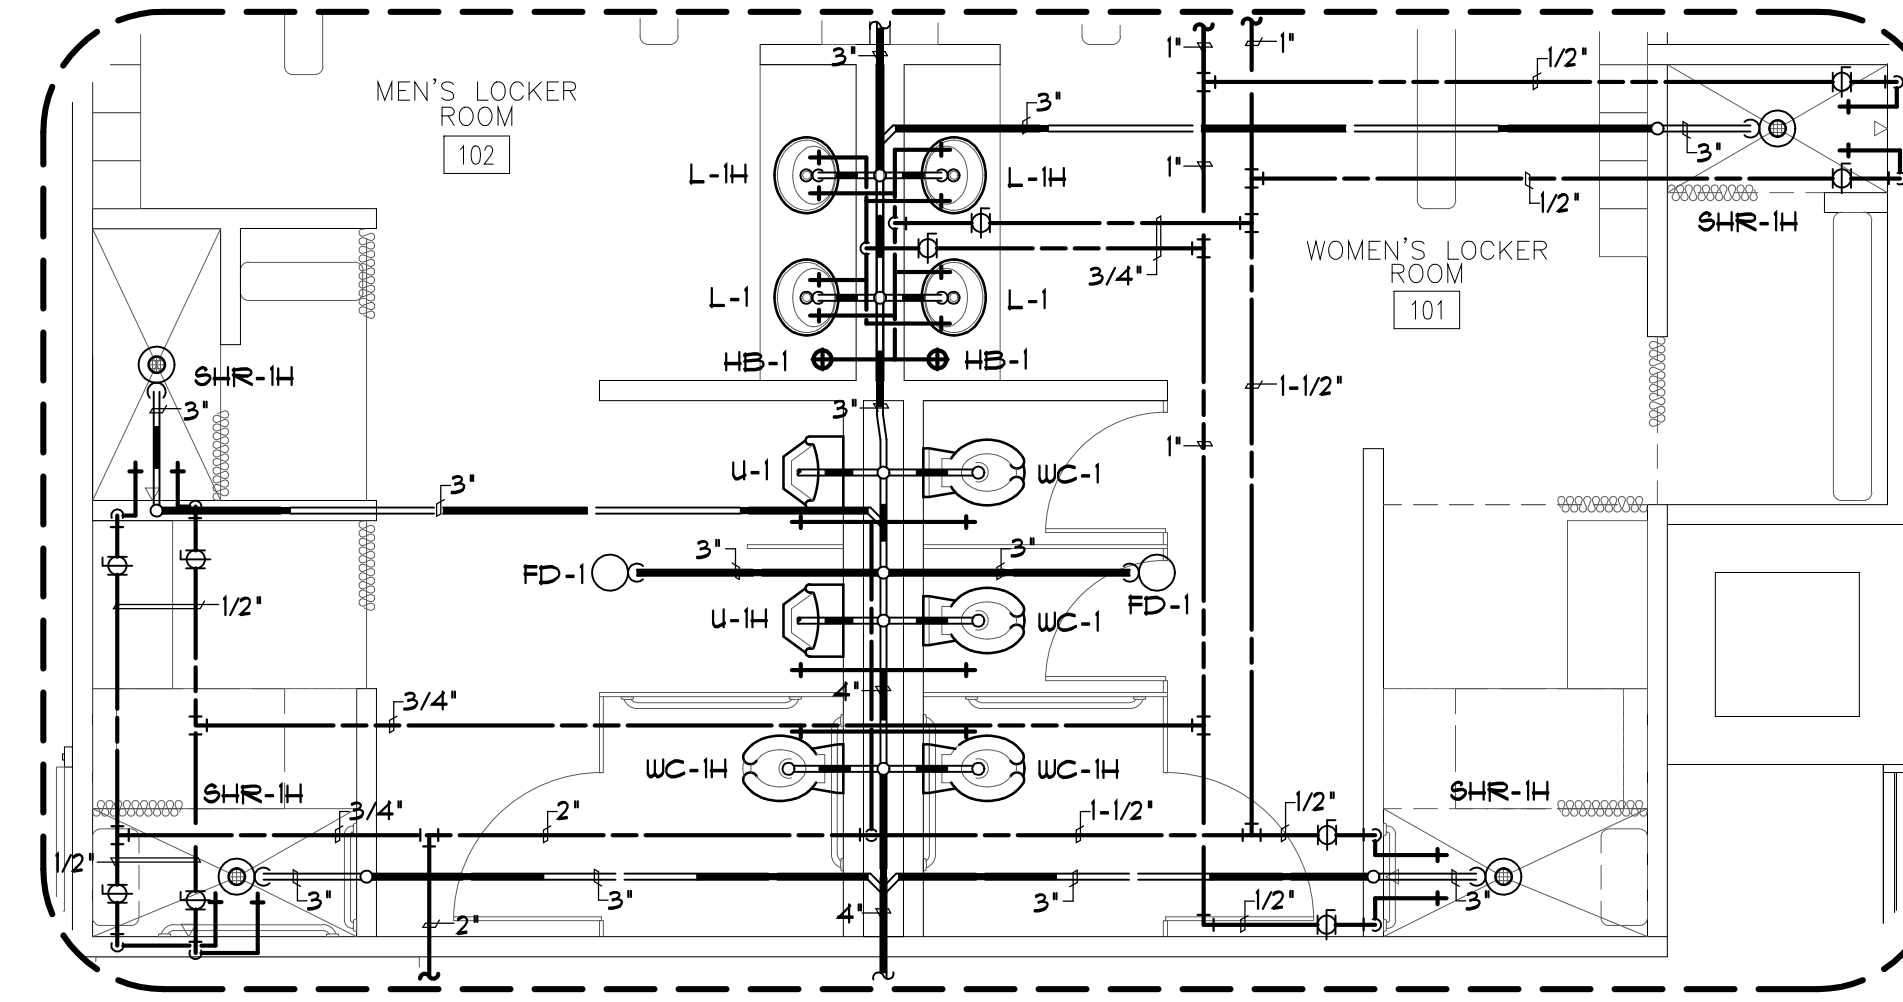 3"
1"
1"
1/2"
MEN'S LOCKER
ROOM
102
3"
L-1H
L-1H
1"
3"
1/2"
SHR-1H
WOMEN'S LOCKER
ROOM
101
3/4"
L-1
L-1
HB-1
HB-1
SHR-1H
3"
3"
1-1/2"
1"
U-1
WC-1
3"
3"
3"
FD-1
FD-1
1/2"
U-1H
WC-1
4"
3/4"
WC-1H
WC-1H
SHR-1H
SHR-1H
3/4"
2"
1-1/2"
1/2"
1/2"
3"
3"
3"
1/2"
3"
4"
2"